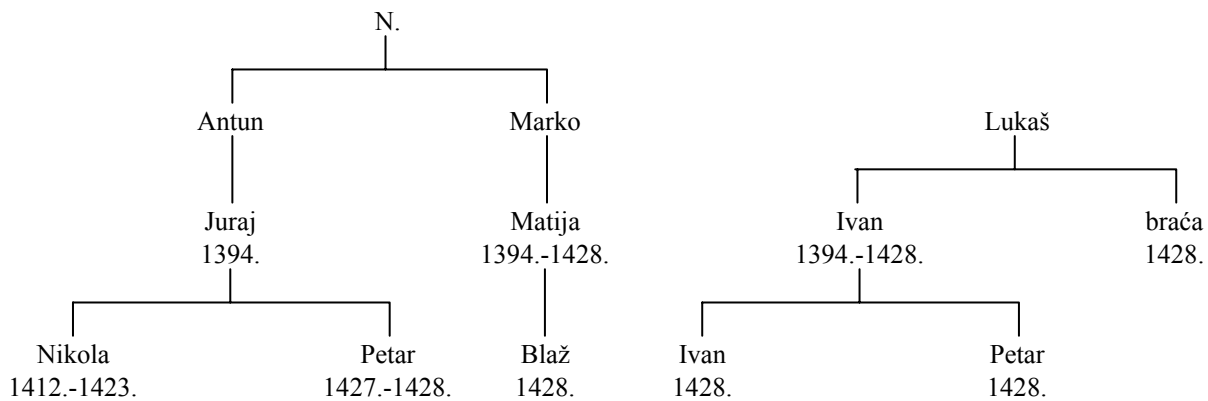 N.
Antun Marko Lukaš
Juraj Matija Ivan braća
1394. 1394.-1428. 1394.-1428. 1428.
Nikola Petar Blaž Ivan Petar
1412.-1423. 1427.-1428. 1428. 1428. 1428.